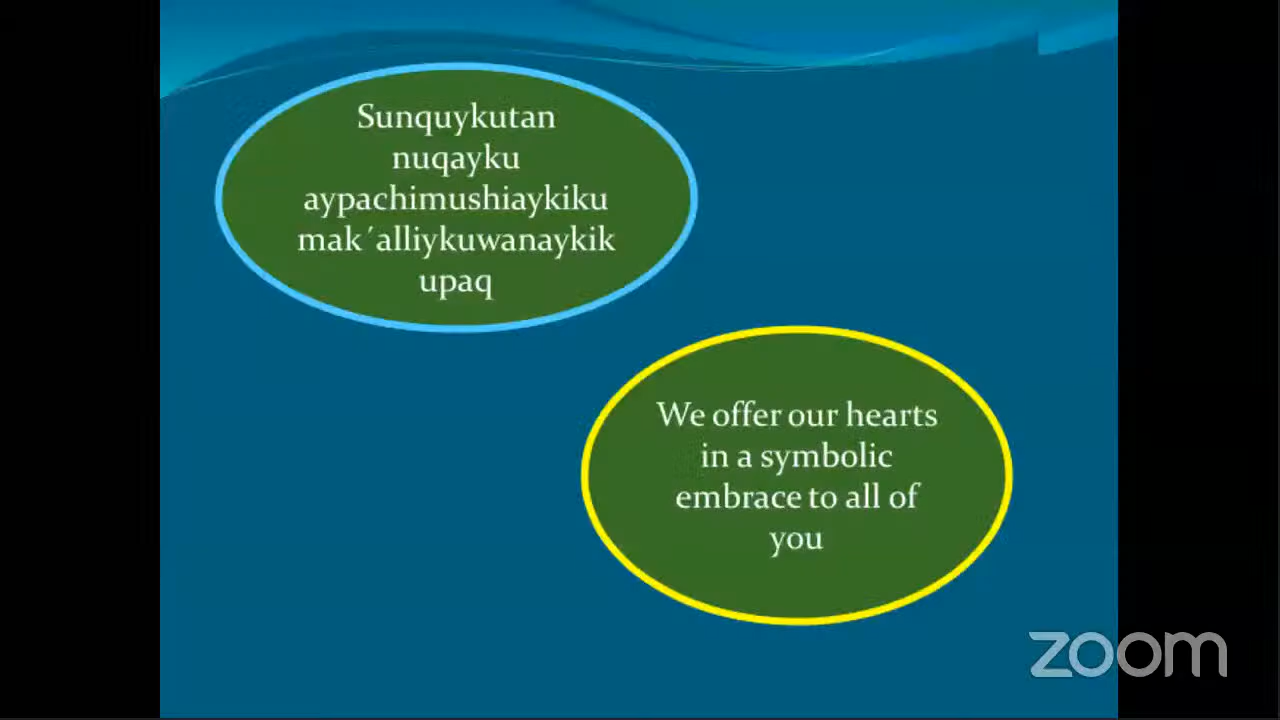 Sunquykutan
nuqayku
aypachimushiaykiku
mak´alliykuwanaykik
upaq
We offer our hearts
in a symbolic
embrace to all of
you
zoom